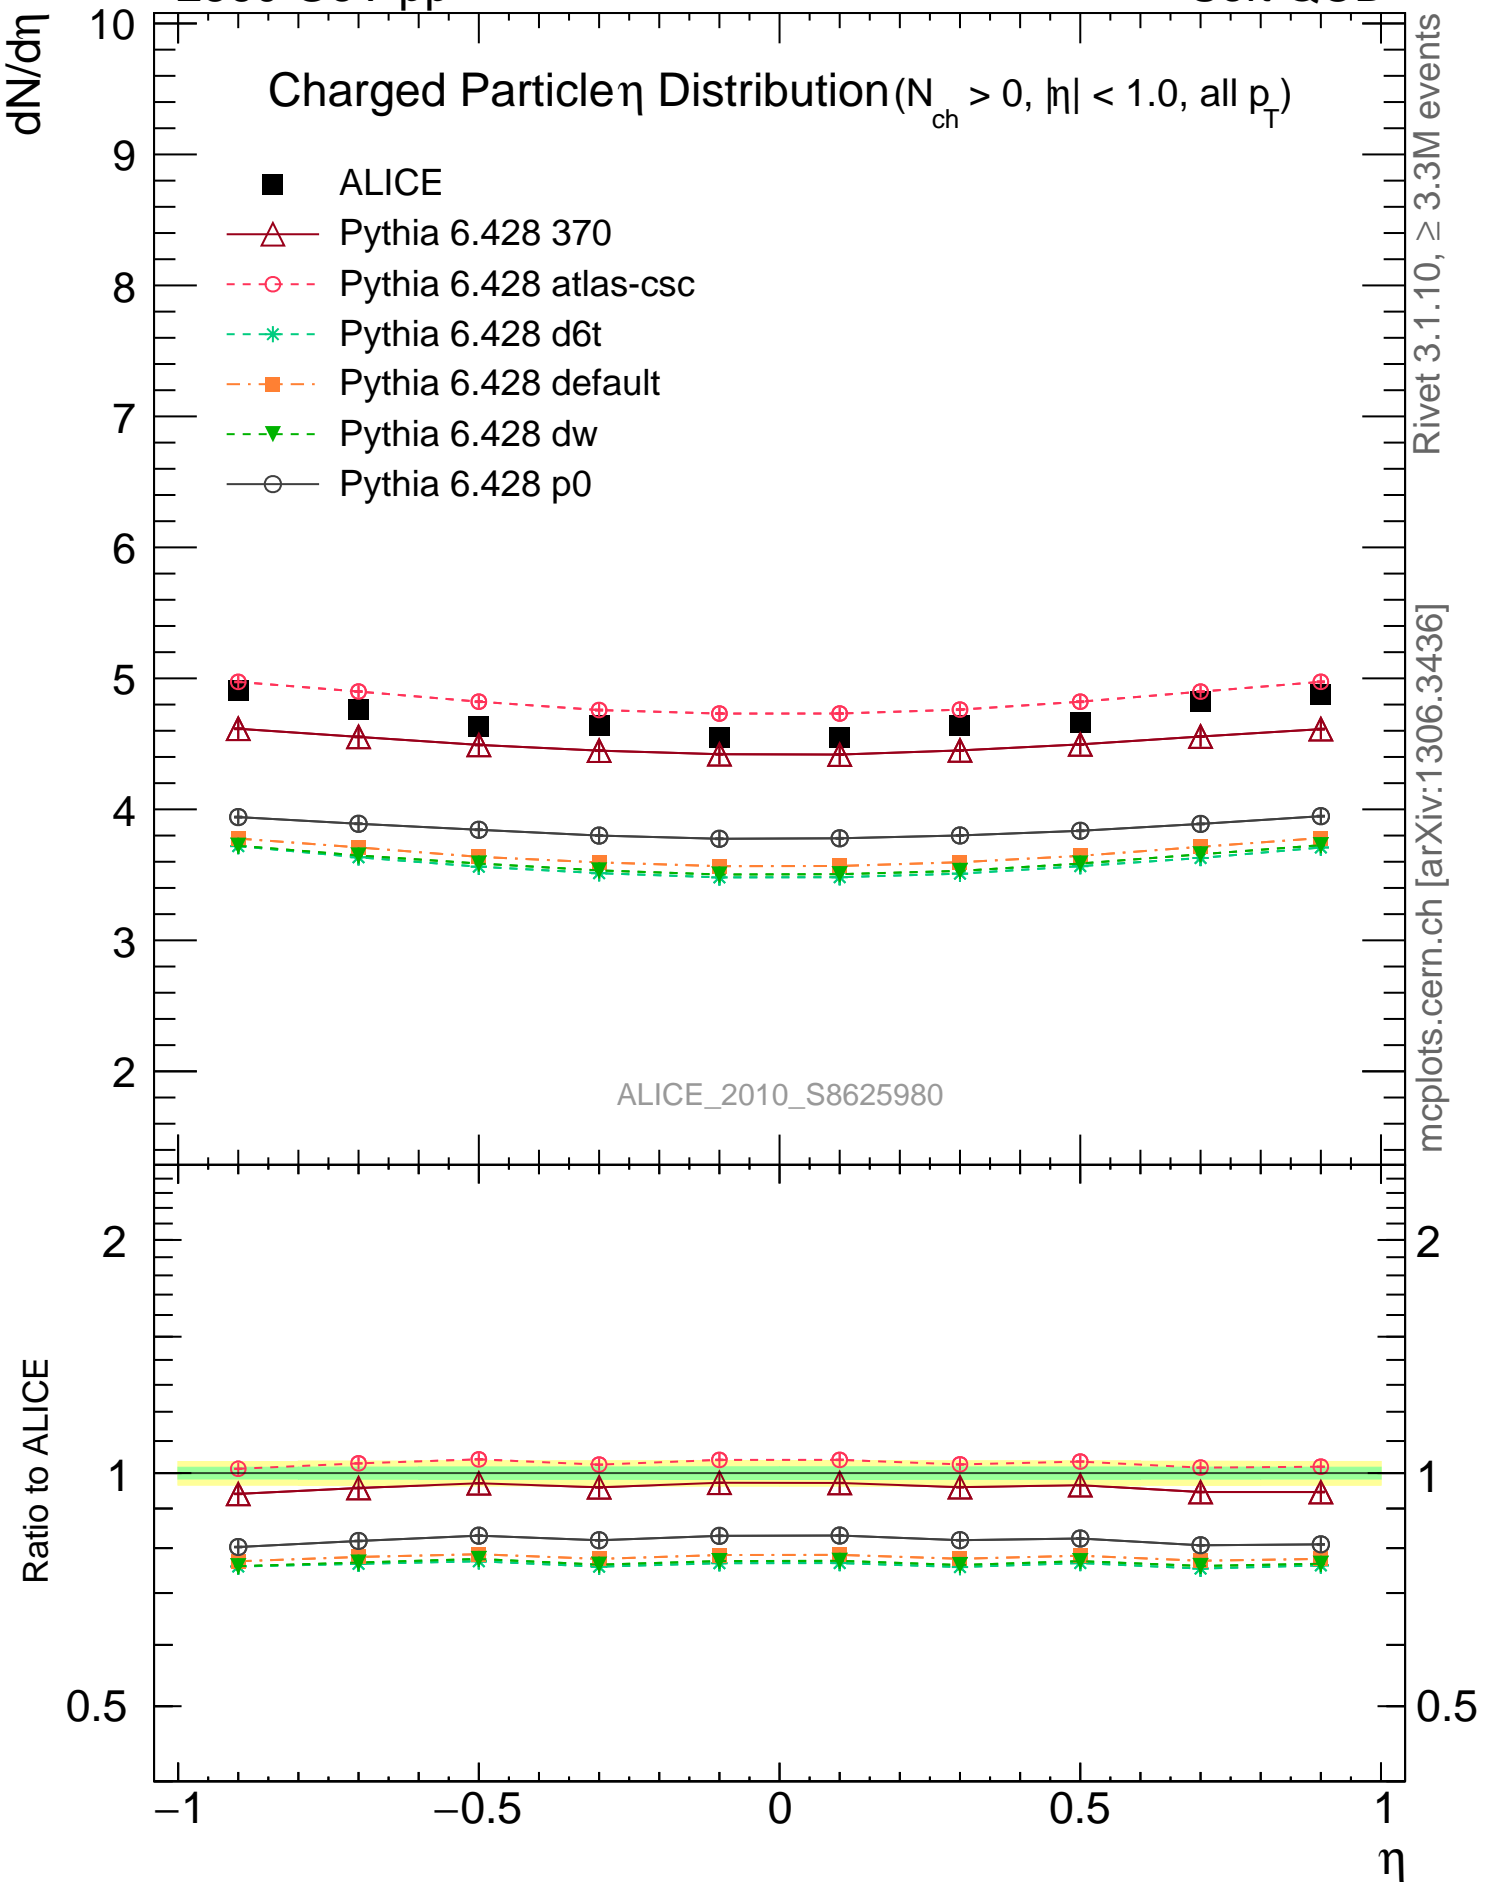 dN/dη
Charged Particle η Distribution (N_ch > 0, |η| < 1.0, all p_T)
ALICE
Pythia 6.428 370
Pythia 6.428 atlas-csc
Pythia 6.428 d6t
Pythia 6.428 default
Pythia 6.428 dw
Pythia 6.428 p0
10
9
8
7
6
5
4
3
2
ALICE_2010_S8625980
Rivet 3.1.10, ≥ 3.3M events
mcplots.cern.ch [arXiv:1306.3436]
Ratio to ALICE
2
1
0.5
2
1
0.5
−1
−0.5
0
0.5
1
η